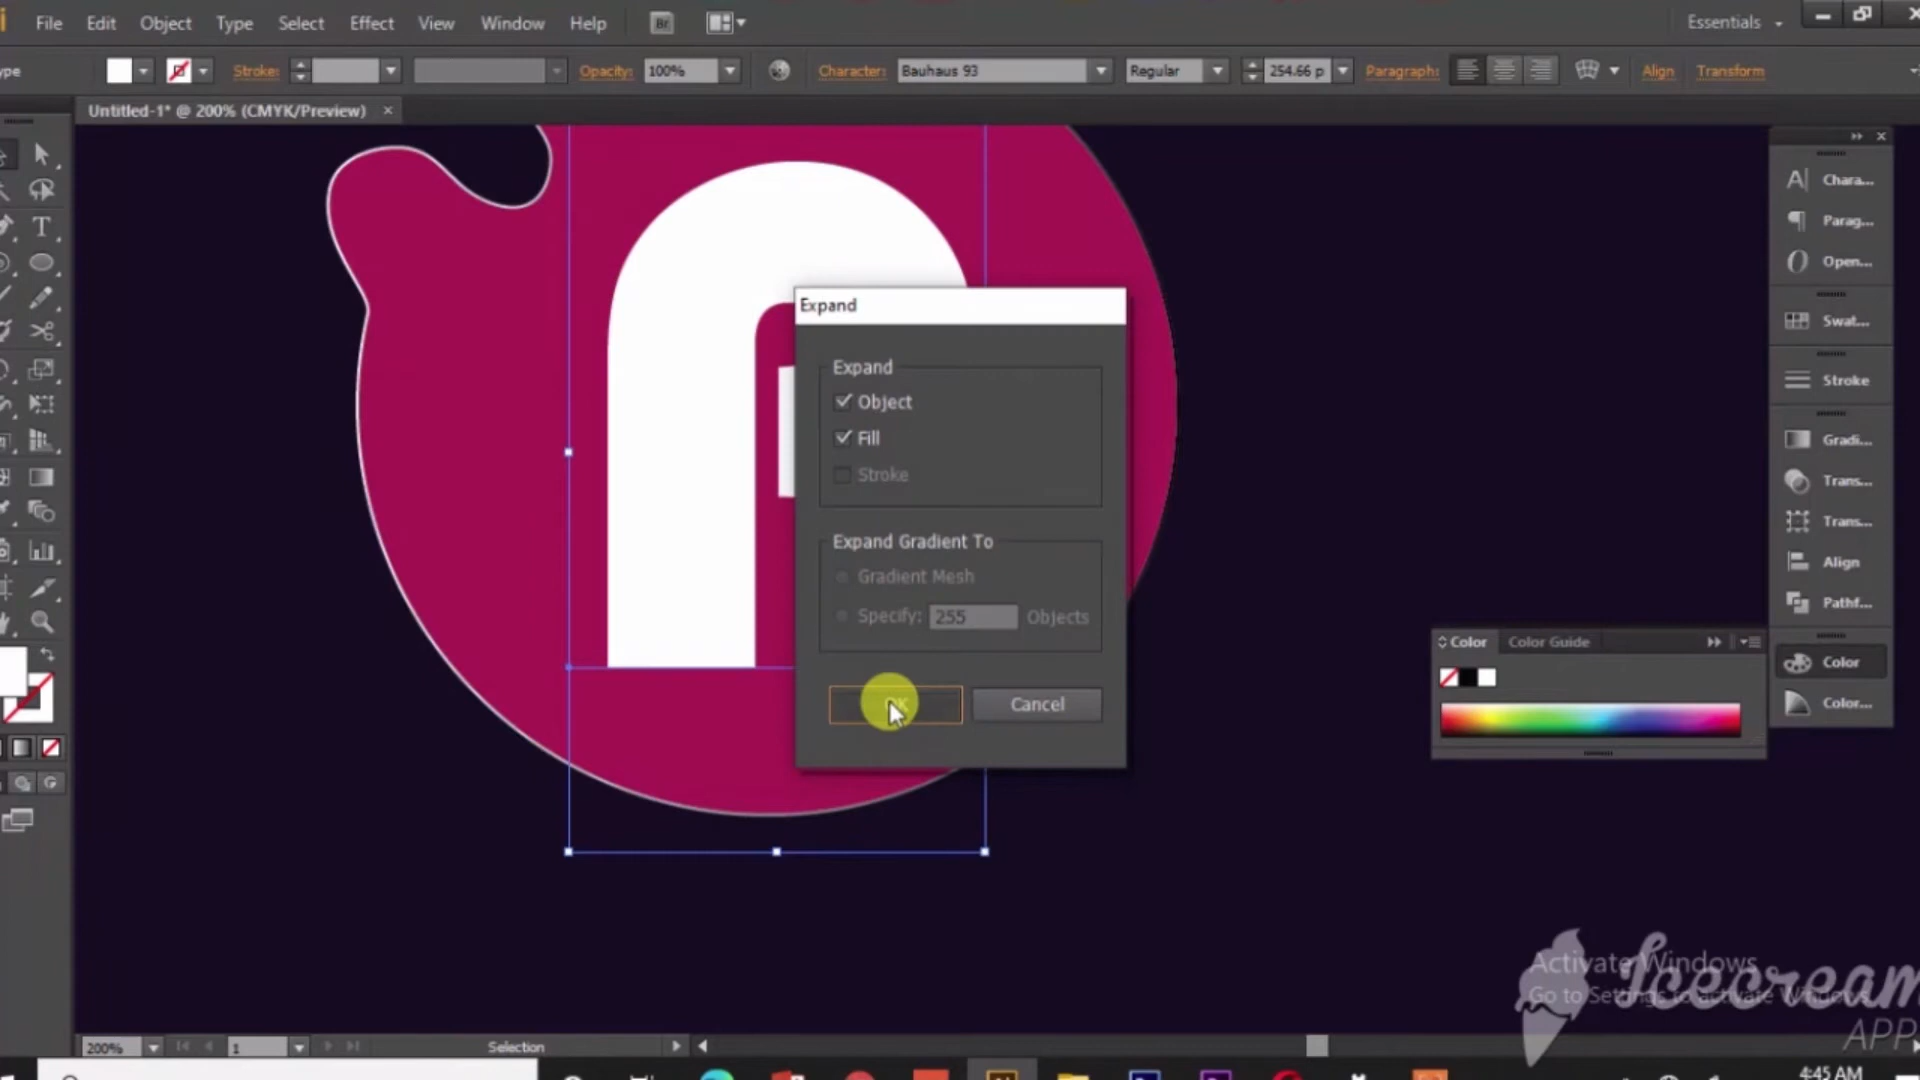 File Edit Object Type Select Effect View Window Help Br Essentials
ype Stroke: Opacity: 100% Character: Bauhaus 93 Regular 254.66 p Paragraph: Align Transform
Untitled-1* @ 200% (CMYK/Preview) ×
n
Expand
Expand
Object
Fill
Stroke
Expand Gradient To
Gradient Mesh
Specify: 255 Objects
OK Cancel
Chara...
Parag...
Open...
Swat...
Stroke
Gradi...
Trans...
Trans...
Align
Pathf...
Color
Color...
Color Color Guide
Activate Windows
Go to Settings to activate Windows.
Icecream
APP
200% 1 Selection
4:45 AM